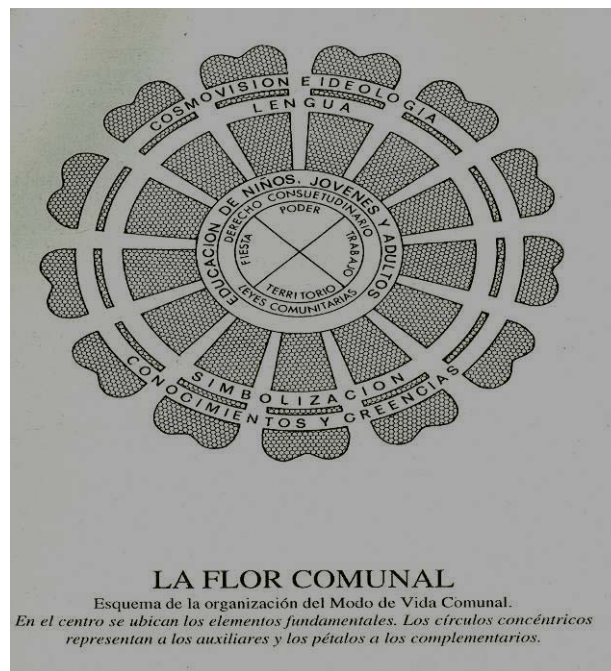 COSMOVISION E IDEOLOGIA
LENGUA
EDUCACION DE NIÑOS, JOVENES Y ADULTOS
DERECHO CONSUETUDINARIO
PODER
FIESTA
TRABAJO
TERRITORIO
LEYES COMUNITARIAS
SIMBOLIZACION
CONOCIMIENTOS Y CREENCIAS
LA FLOR COMUNAL
Esquema de la organización del Modo de Vida Comunal.
En el centro se ubican los elementos fundamentales. Los círculos concéntricos
representan a los auxiliares y los pétalos a los complementarios.